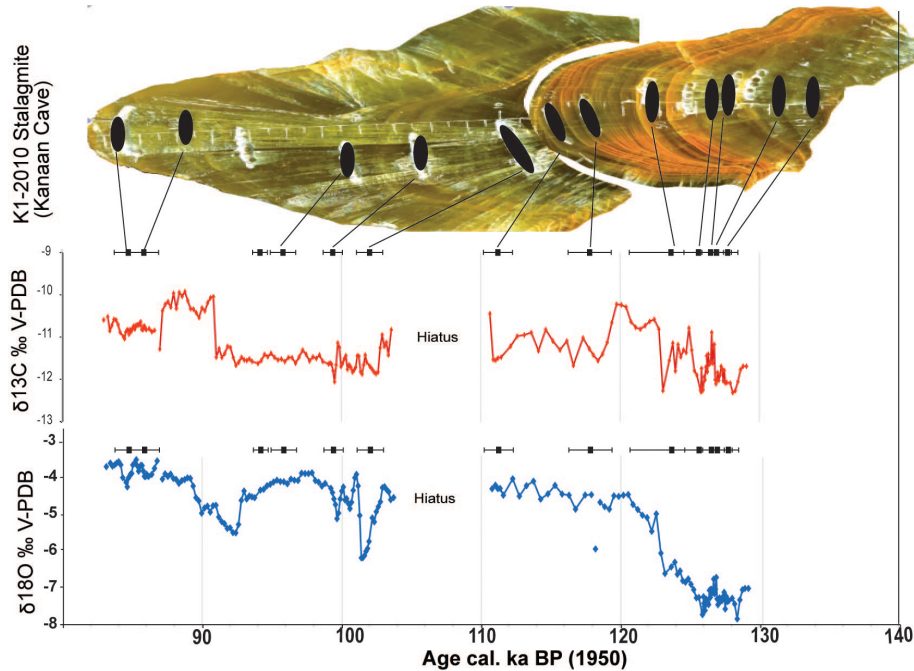 K1-2010 Stalagmite
(Kanaan Cave)
δ13C ‰ V-PDB
-9
-10
-11
-12
-13
Hiatus
δ18O ‰ V-PDB
-3
-4
-5
-6
-7
-8
Hiatus
90
100
110
120
130
140
Age cal. ka BP (1950)